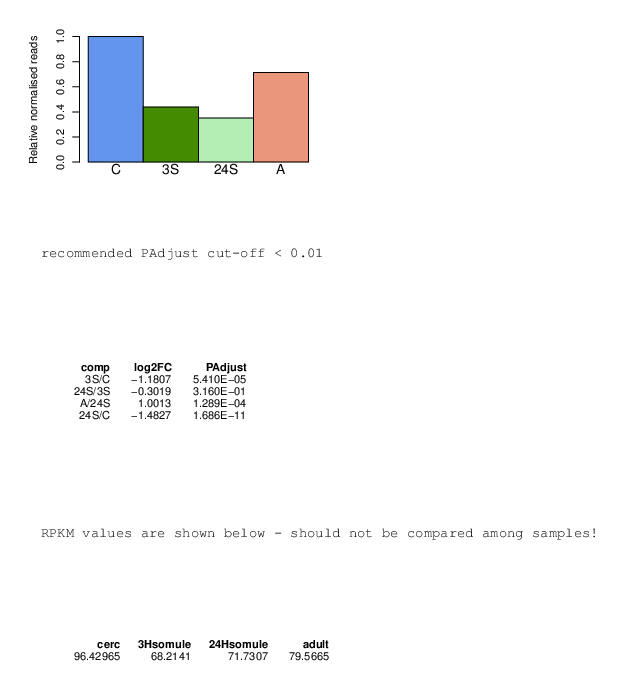 Relative normalised reads
1.0
0.8
0.6
0.4
0.2
0.0
C 3S 24S A
recommended PAdjust cut-off < 0.01
comp log2FC PAdjust
3S/C −1.1807 5.410E−05
24S/3S −0.3019 3.160E−01
A/24S 1.0013 1.289E−04
24S/C −1.4827 1.686E−11
RPKM values are shown below - should not be compared among samples!
cerc 3Hsomule 24Hsomule adult
96.42965 68.2141 71.7307 79.5665